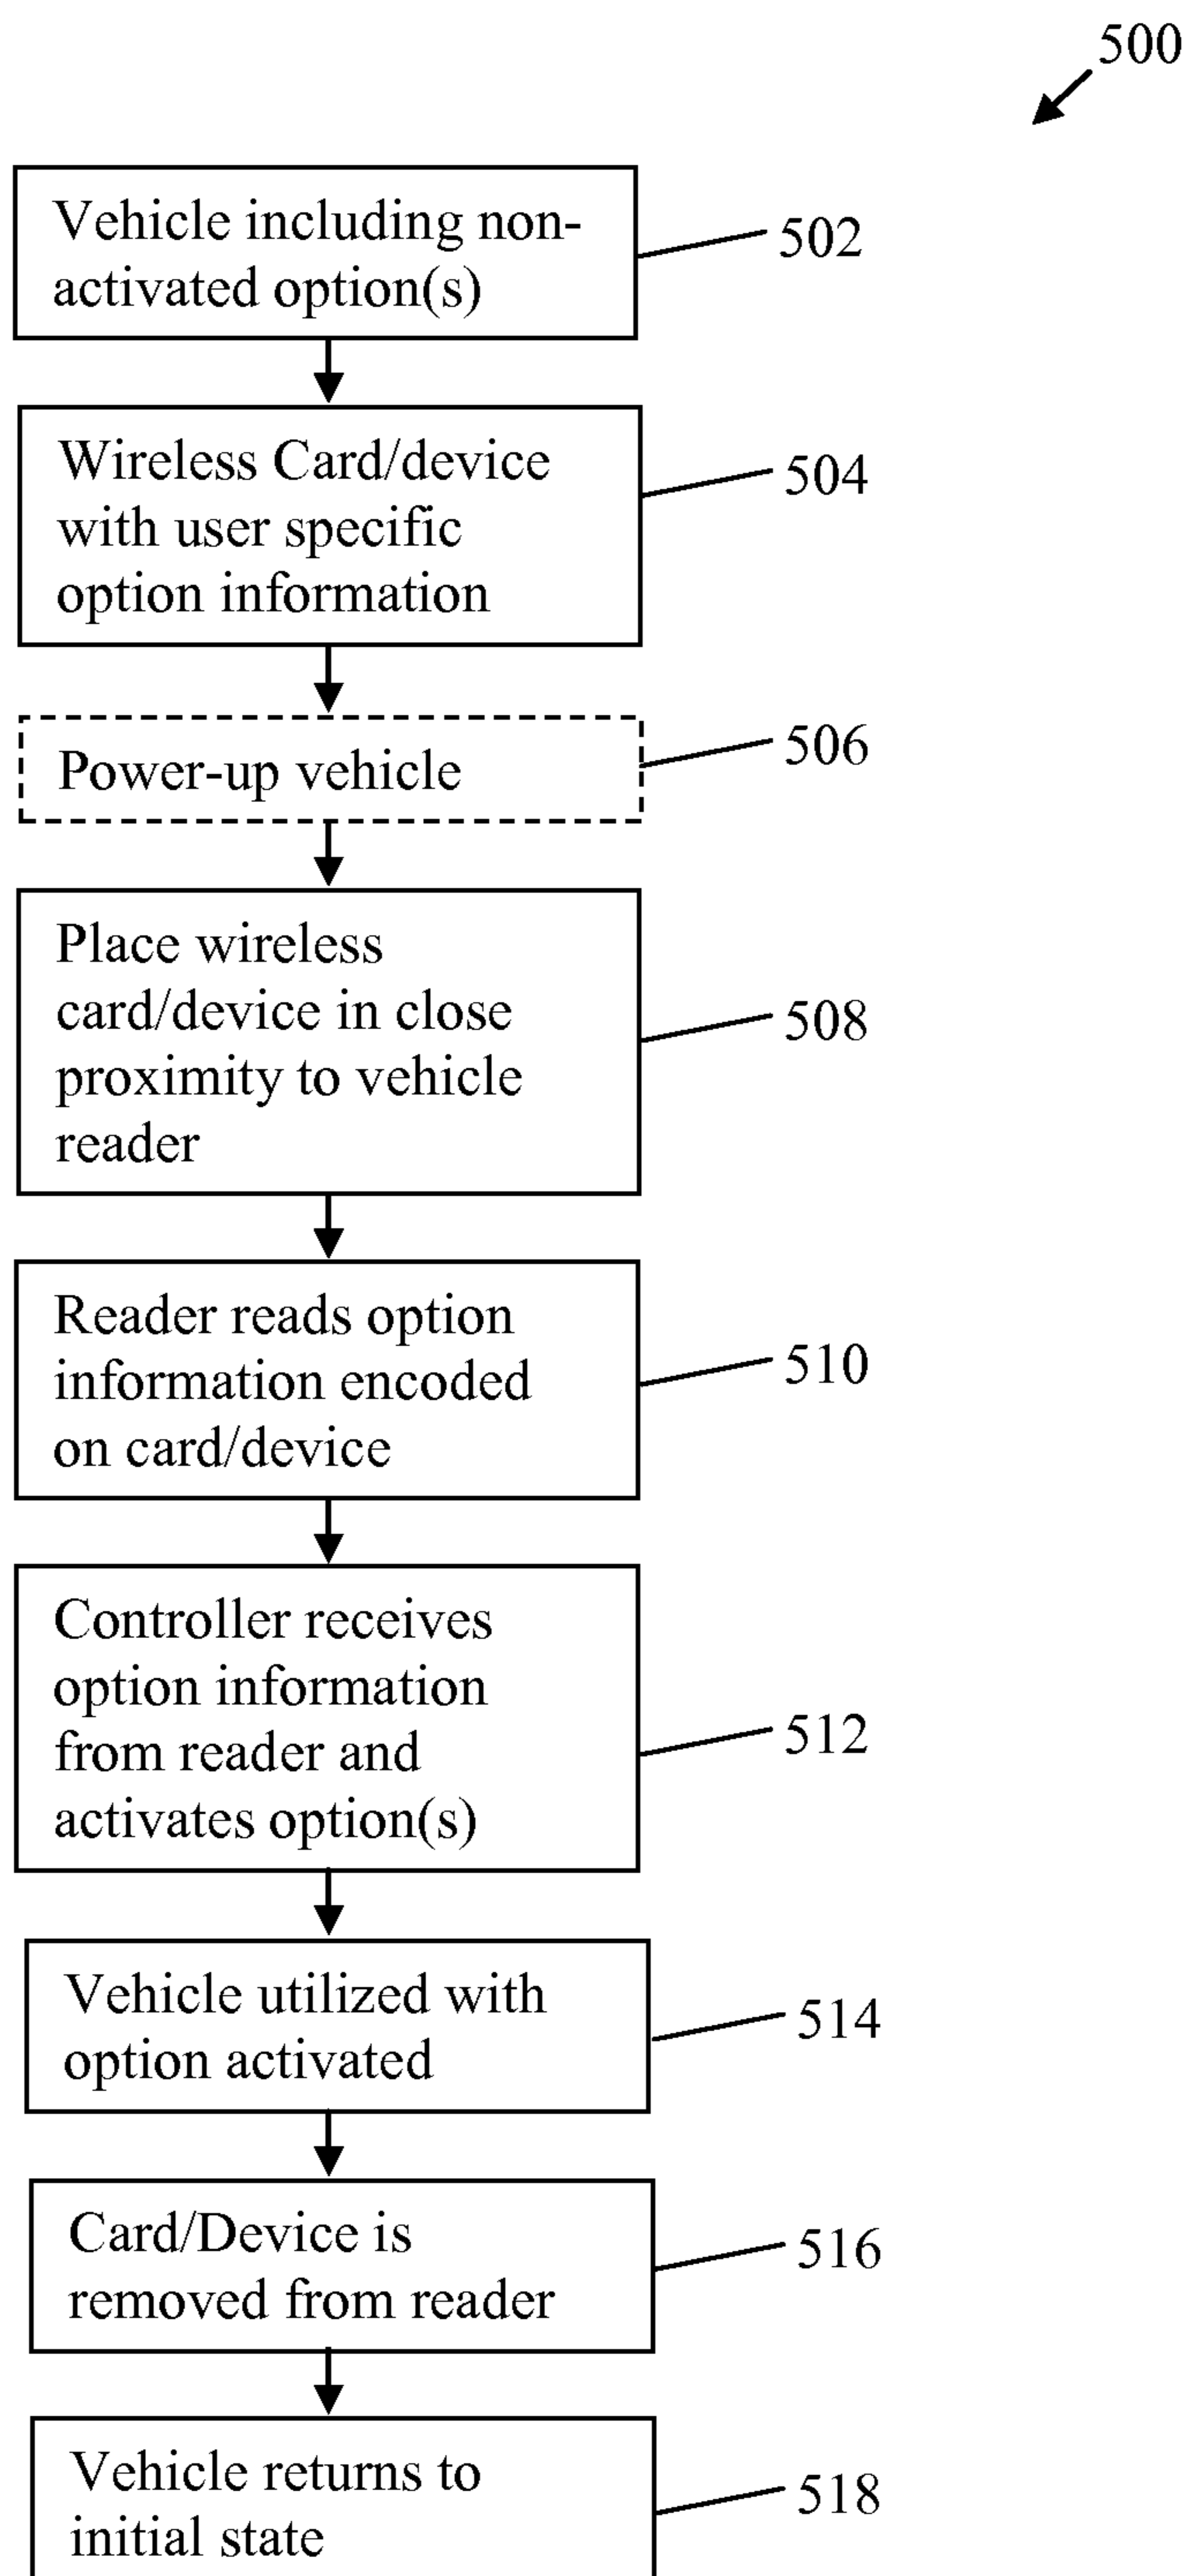 500
Vehicle including non-
activated option(s)
502
Wireless Card/device
with user specific
option information
504
Power-up vehicle
506
Place wireless
card/device in close
proximity to vehicle
reader
508
Reader reads option
information encoded
on card/device
510
Controller receives
option information
from reader and
activates option(s)
512
Vehicle utilized with
option activated
514
Card/Device is
removed from reader
516
Vehicle returns to
initial state
518